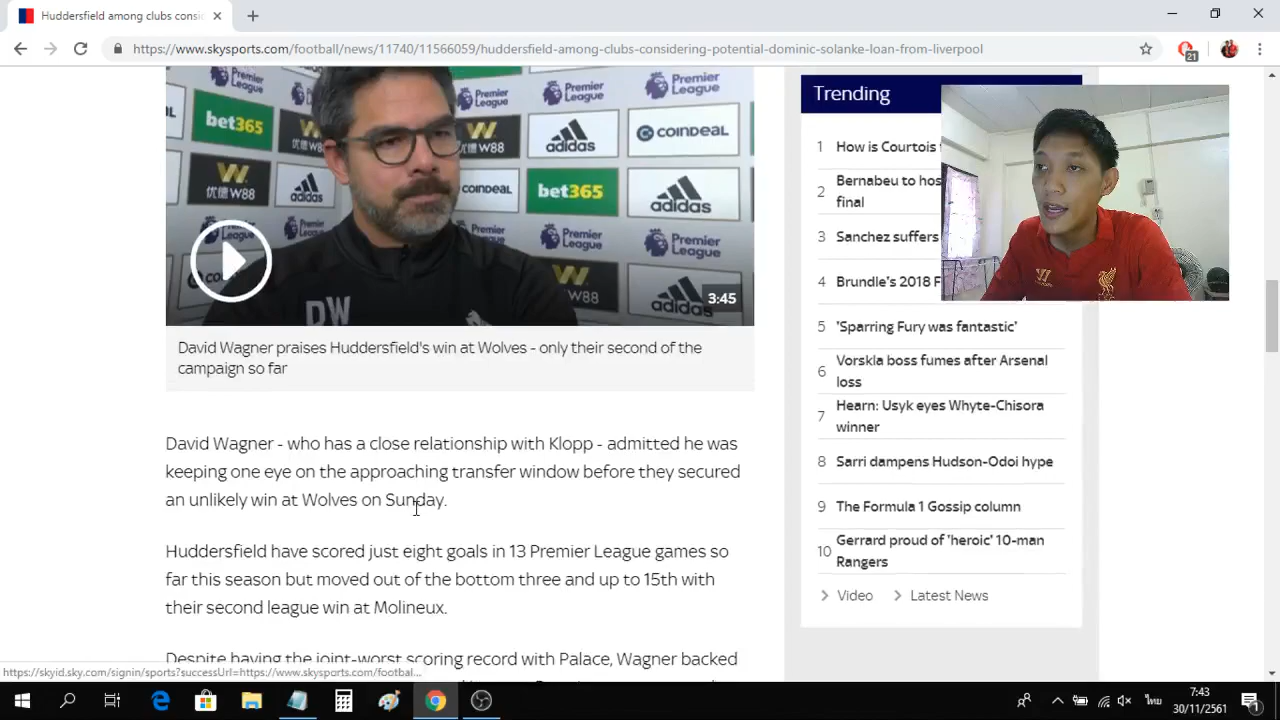 Huddersfield among clubs consi
https://www.skysports.com/football/news/11740/11566059/huddersfield-among-clubs-considering-potential-dominic-solanke-loan-from-liverpool
21
Premier League
bet365
W88
优德W88
adidas
COINDEAL
DW
3:45
David Wagner praises Huddersfield's win at Wolves - only their second of the
campaign so far
David Wagner - who has a close relationship with Klopp - admitted he was
keeping one eye on the approaching transfer window before they secured
an unlikely win at Wolves on Sunday.
Huddersfield have scored just eight goals in 13 Premier League games so
far this season but moved out of the bottom three and up to 15th with
their second league win at Molineux.
Despite having the joint-worst scoring record with Palace, Wagner backed
Trending
1 How is Courtois
2 Bernabeu to hos
final
3 Sanchez suffers
4 Brundle's 2018 F
5 'Sparring Fury was fantastic'
6 Vorskla boss fumes after Arsenal
loss
7 Hearn: Usyk eyes Whyte-Chisora
winner
8 Sarri dampens Hudson-Odoi hype
9 The Formula 1 Gossip column
10 Gerrard proud of 'heroic' 10-man
Rangers
Video Latest News
https://skyid.sky.com/signin/sports?successUrl=https://www.skysports.com/footbal...
ไทย
7:43
30/11/2561
1